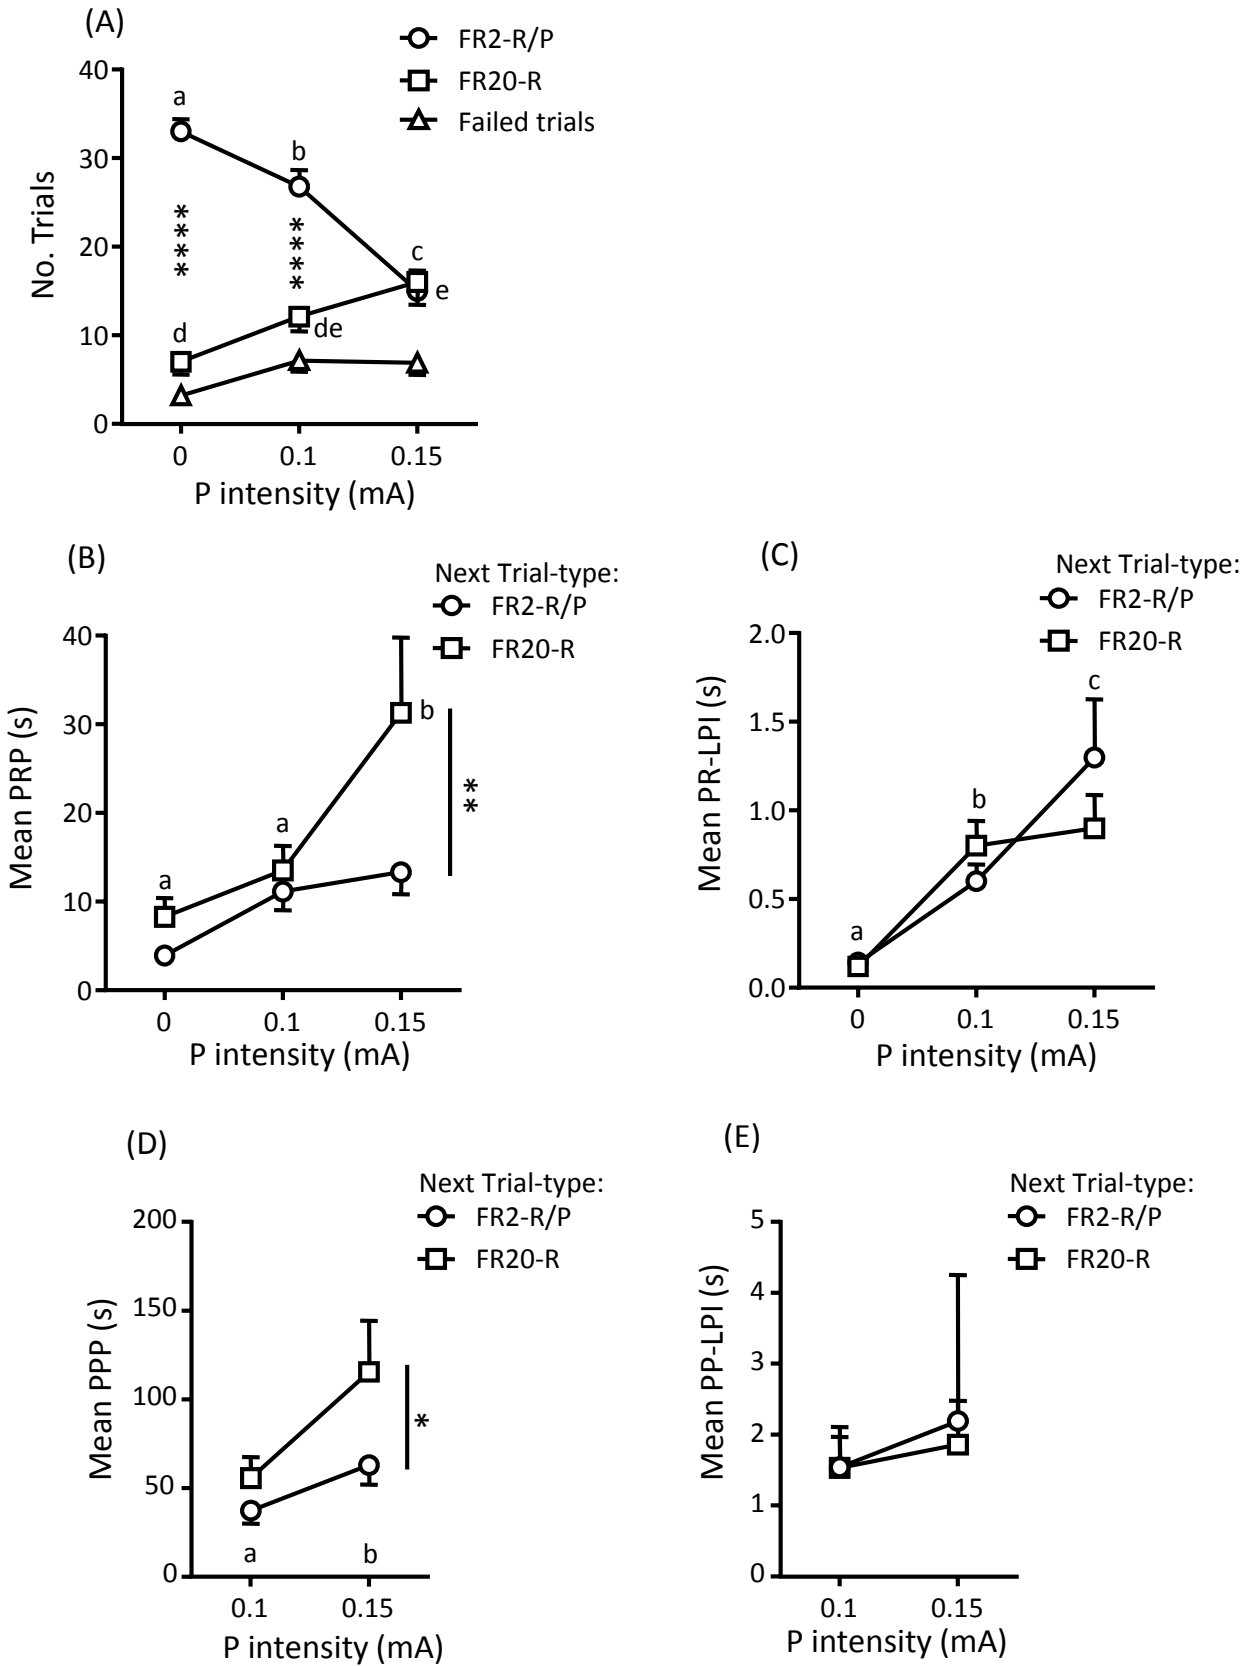 (A)
FR2-R/P
FR20-R
Failed trials
No. Trials
40
30
20
10
0
a
b
c
d
de
e
****
****
0 0.1 0.15
P intensity (mA)
(B)
Next Trial-type:
FR2-R/P
FR20-R
Mean PRP (s)
40
30
20
10
0
a
a
b
**
0 0.1 0.15
P intensity (mA)
(C)
Next Trial-type:
FR2-R/P
FR20-R
Mean PR-LPI (s)
2.0
1.5
1.0
0.5
0.0
a
b
c
0 0.1 0.15
P intensity (mA)
(D)
Next Trial-type:
FR2-R/P
FR20-R
Mean PPP (s)
200
150
100
50
0
*
a b
0.1 0.15
P intensity (mA)
(E)
Next Trial-type:
FR2-R/P
FR20-R
Mean PP-LPI (s)
5
4
3
2
1
0
0.1 0.15
P intensity (mA)